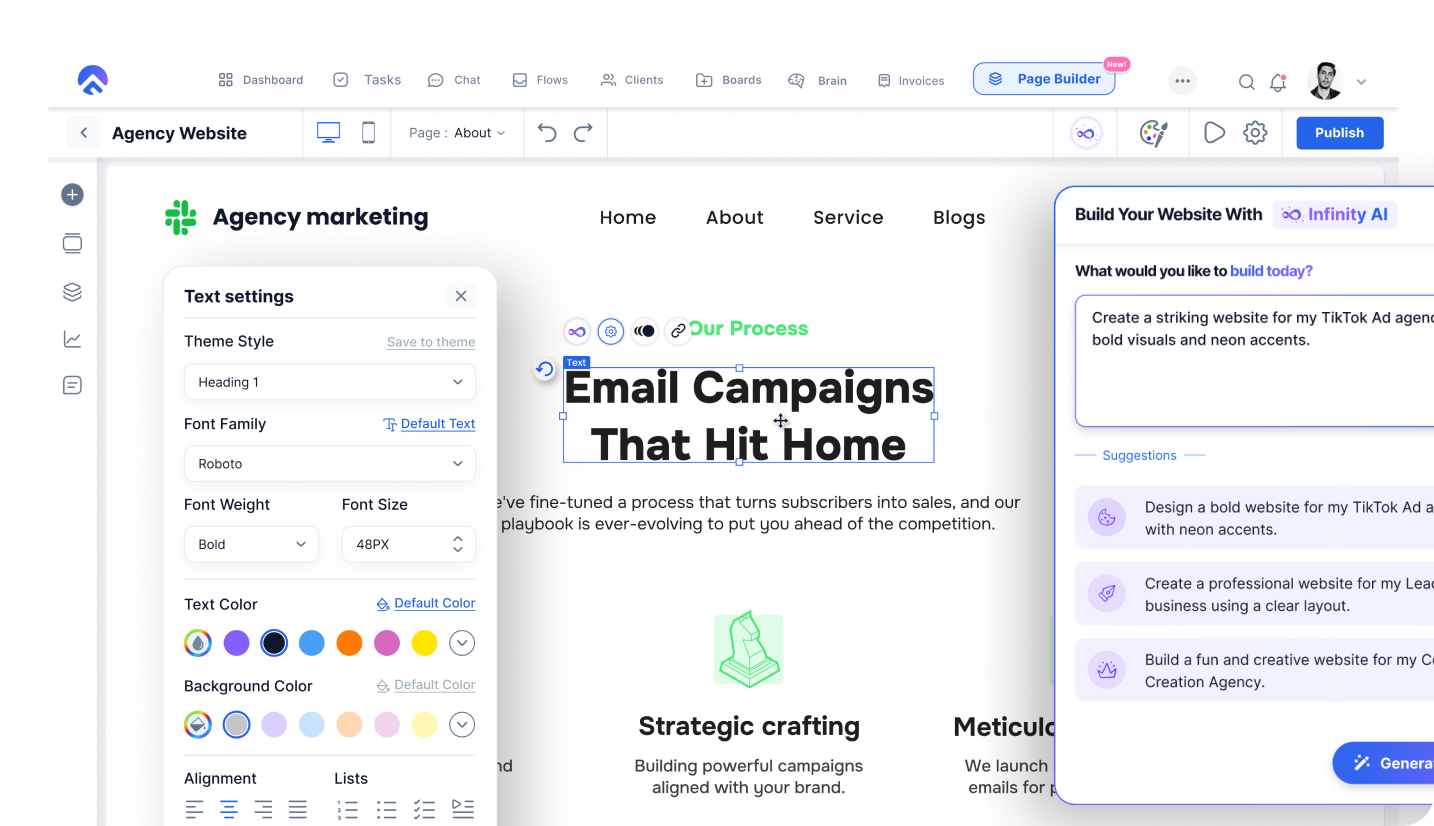 Dashboard Tasks Chat Flows Clients Boards Brain Invoices Page Builder New!
Agency Website Page : About Publish
Agency marketing Home About Service Blogs
Text settings
Theme Style Save to theme
Heading 1
Font Family Default Text
Roboto
Font Weight Font Size
Bold 48PX
Text Color Default Color
Background Color Default Color
Alignment Lists
Our Process
Text
Email Campaigns
That Hit Home
've fine-tuned a process that turns subscribers into sales, and our
playbook is ever-evolving to put you ahead of the competition.
Strategic crafting
Building powerful campaigns
aligned with your brand.
We launch
emails for
Build Your Website With Infinity AI
What would you like to build today?
Create a striking website for my TikTok Ad
bold visuals and neon accents.
Suggestions
Design a bold website for my TikTok Ad
with neon accents.
Create a professional website for my
business using a clear layout.
Build a fun and creative website for my
Creation Agency.